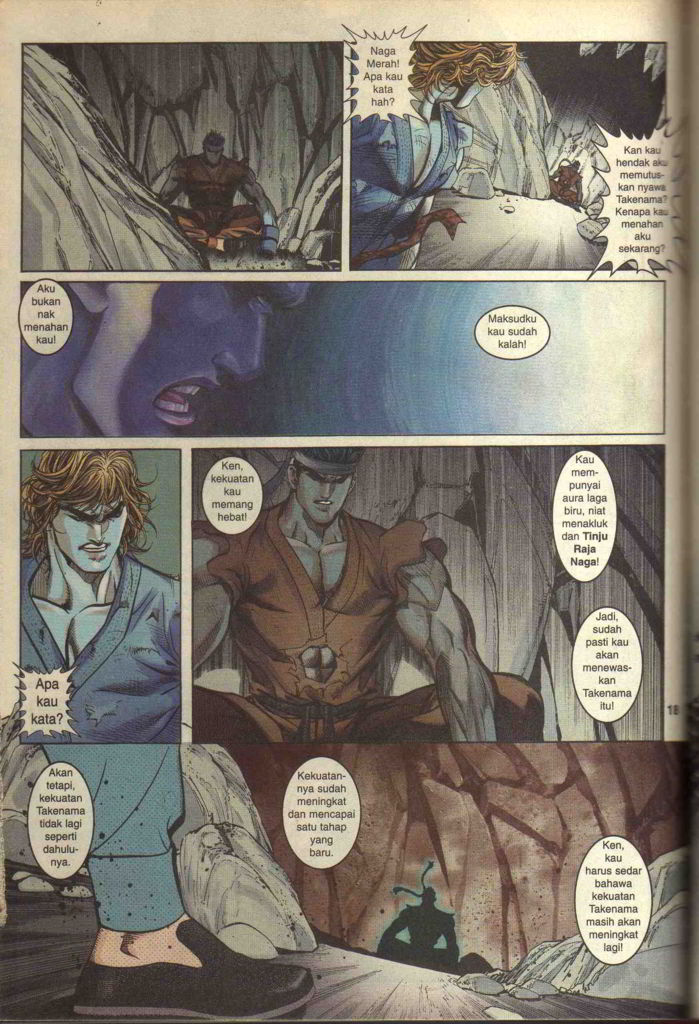 Naga
Merah!
Apa kau
kata
hah?
Kan kau
hendak aku
memutus-
kan nyawa
Takenama?
Kenapa kau
menahan
aku
sekarang?
Aku
bukan
nak
menahan
kau!
Maksudku
kau sudah
kalah!
Apa
kau
kata?
Ken,
kekuatan
kau
memang
hebat!
Kau
mem-
punyai
aura laga
biru, niat
menakluk
dan Tinju
Raja
Naga!
Jadi,
sudah
pasti kau
akan
menewas-
kan
Takenama
itu!
Akan
tetapi,
kekuatan
Takenama
tidak lagi
seperti
dahulu-
nya.
Kekuatan-
nya sudah
meningkat
dan mencapai
satu tahap
yang
baru.
Ken,
kau
harus sedar
bahawa
kekuatan
Takenama
masih akan
meningkat
lagi!